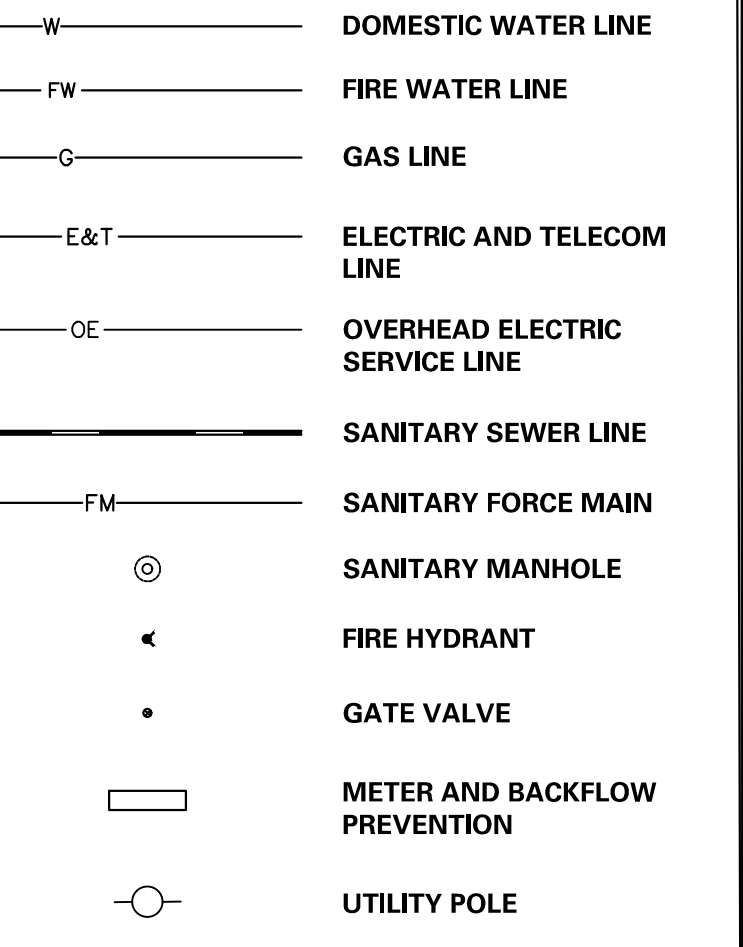 W DOMESTIC WATER LINE
FW FIRE WATER LINE
G GAS LINE
E&T ELECTRIC AND TELECOM
LINE
OE OVERHEAD ELECTRIC
SERVICE LINE
SANITARY SEWER LINE
FM SANITARY FORCE MAIN
SANITARY MANHOLE
FIRE HYDRANT
GATE VALVE
METER AND BACKFLOW
PREVENTION
UTILITY POLE